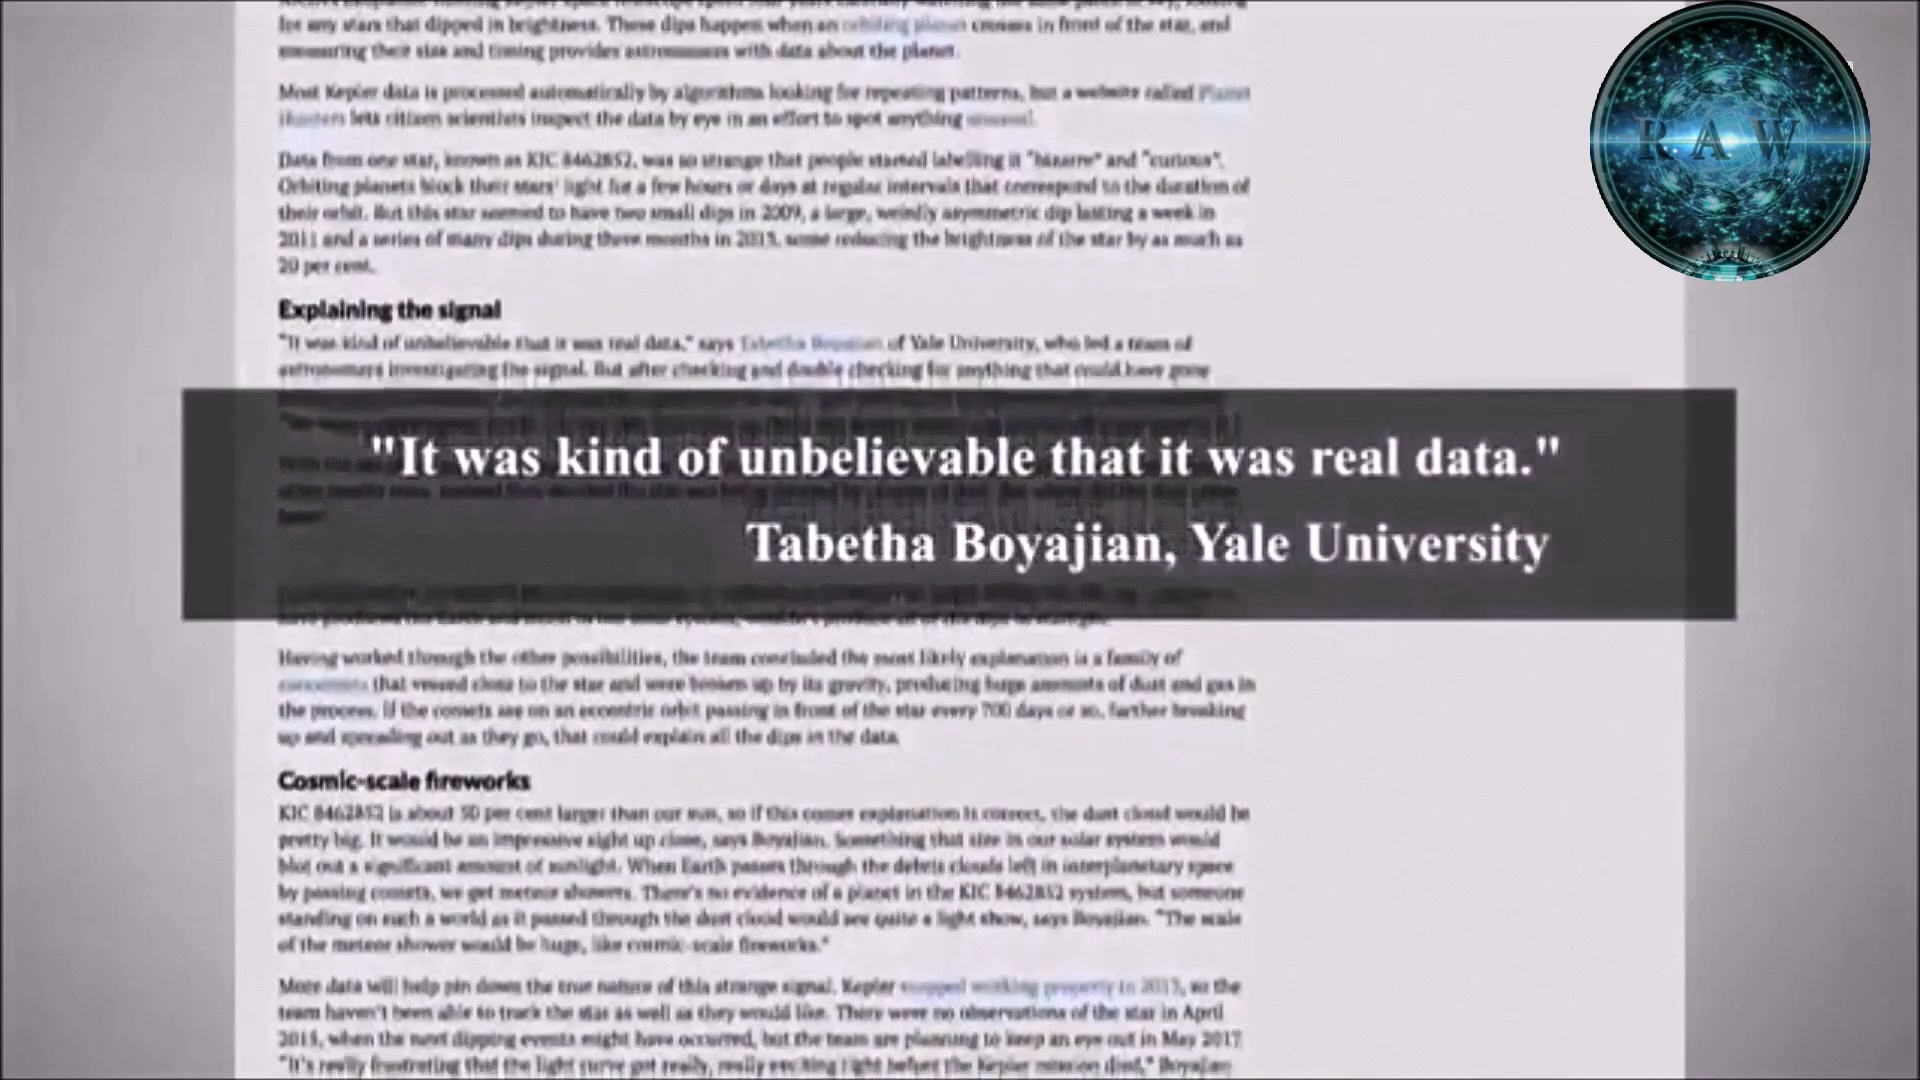 for any stars that dipped in brightness. These dips happen when an orbiting planet crosses in front of the star, and
measuring their size and timing provides astronomers with data about the planet.
Most Kepler data is processed automatically by algorithms looking for repeating patterns, but a website called Planet
Hunters lets citizen scientists inspect the data by eye in an effort to spot anything unusual.
Data from one star, known as KIC 8462852, was so strange that people started labelling it "bizarre" and "curious".
Orbiting planets block their stars' light for a few hours or days at regular intervals that correspond to the duration of
their orbit. But this star seemed to have two small dips in 2009, a large, weirdly asymmetric dip lasting a week in
2011 and a series of many dips during three months in 2013, some reducing the brightness of the star by as much as
20 per cent.
Explaining the signal
"It was kind of unbelievable that it was real data," says Tabetha Boyajian of Yale University, who led a team of
astronomers investigating the signal. But after checking and double checking for anything that could have gone
"It was kind of unbelievable that it was real data."
Tabetha Boyajian, Yale University
Having worked through the other possibilities, the team concluded the most likely explanation is a family of
that veered close to the star and were broken up by its gravity, producing huge amounts of dust and gas in
the process. If the comets are on an eccentric orbit passing in front of the star every 700 days or so, further breaking
up and spreading out as they go, that could explain all the dips in the data.
Cosmic-scale fireworks
KIC 8462852 is about 50 per cent larger than our sun, so if this comet explanation is correct, the dust cloud would be
pretty big. It would be an impressive sight up close, says Boyajian. Something that size in our solar system would
blot out a significant amount of sunlight. When Earth passes through the debris clouds left in interplanetary space
by passing comets, we get meteor showers. There's no evidence of a planet in the KIC 8462852 system, but someone
standing on such a world as it passed through the dust cloud would see quite a light show, says Boyajian. "The scale
of the meteor shower would be huge, like cosmic-scale fireworks."
More data will help pin down the true nature of this strange signal. Kepler stopped working properly in 2013, so the
team haven't been able to track the star as well as they would like. There were no observations of the star in April
2015, when the next dipping events might have occurred, but the team are planning to keep an eye out in May 2017.
"It's really frustrating that the light curve got really, really exciting right before the Kepler mission died," Boyajian
RAW